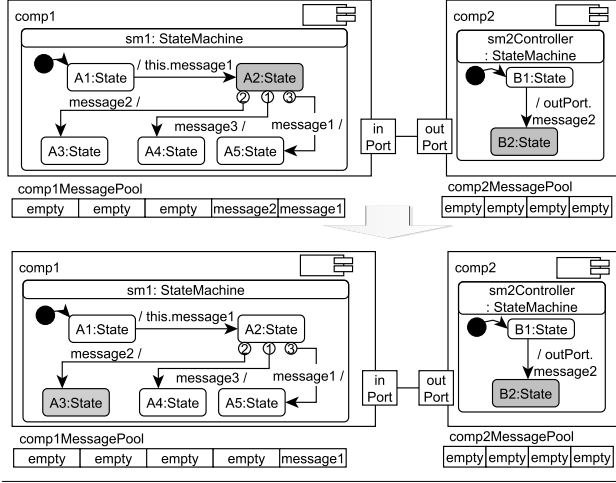 comp1
comp2
sm1: StateMachine
sm2Controller
: StateMachine
A1:State
/ this.message1
A2:State
B1:State
2 1 3
message2 /
message3 /
message1 /
/ outPort.
message2
A3:State
A4:State
A5:State
in
Port
out
Port
B2:State
comp1MessagePool
comp2MessagePool
empty empty empty message2 message1
empty empty empty empty
comp1
comp2
sm1: StateMachine
sm2Controller
: StateMachine
A1:State
/ this.message1
A2:State
B1:State
2 1 3
message2 /
message3 /
message1 /
/ outPort.
message2
A3:State
A4:State
A5:State
in
Port
out
Port
B2:State
comp1MessagePool
comp2MessagePool
empty empty empty empty message1
empty empty empty empty